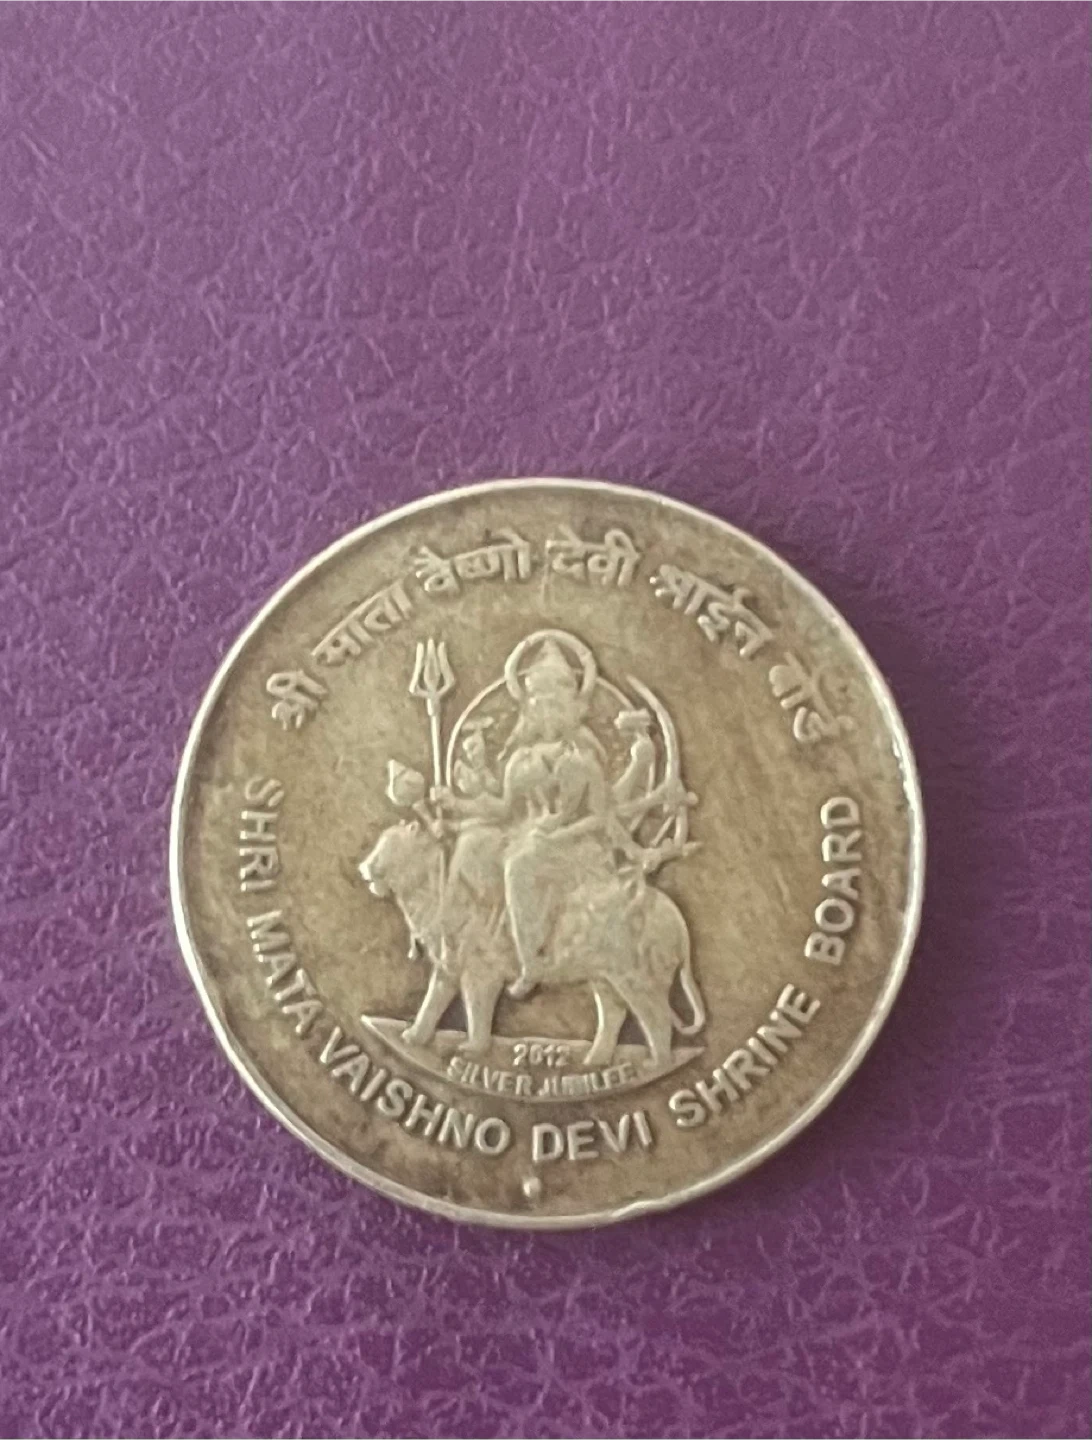 श्री माता वैष्णो देवी श्राईन बोर्ड
2012
SILVER JUBILEE
SHRI MATA VAISHNO DEVI SHRINE BOARD